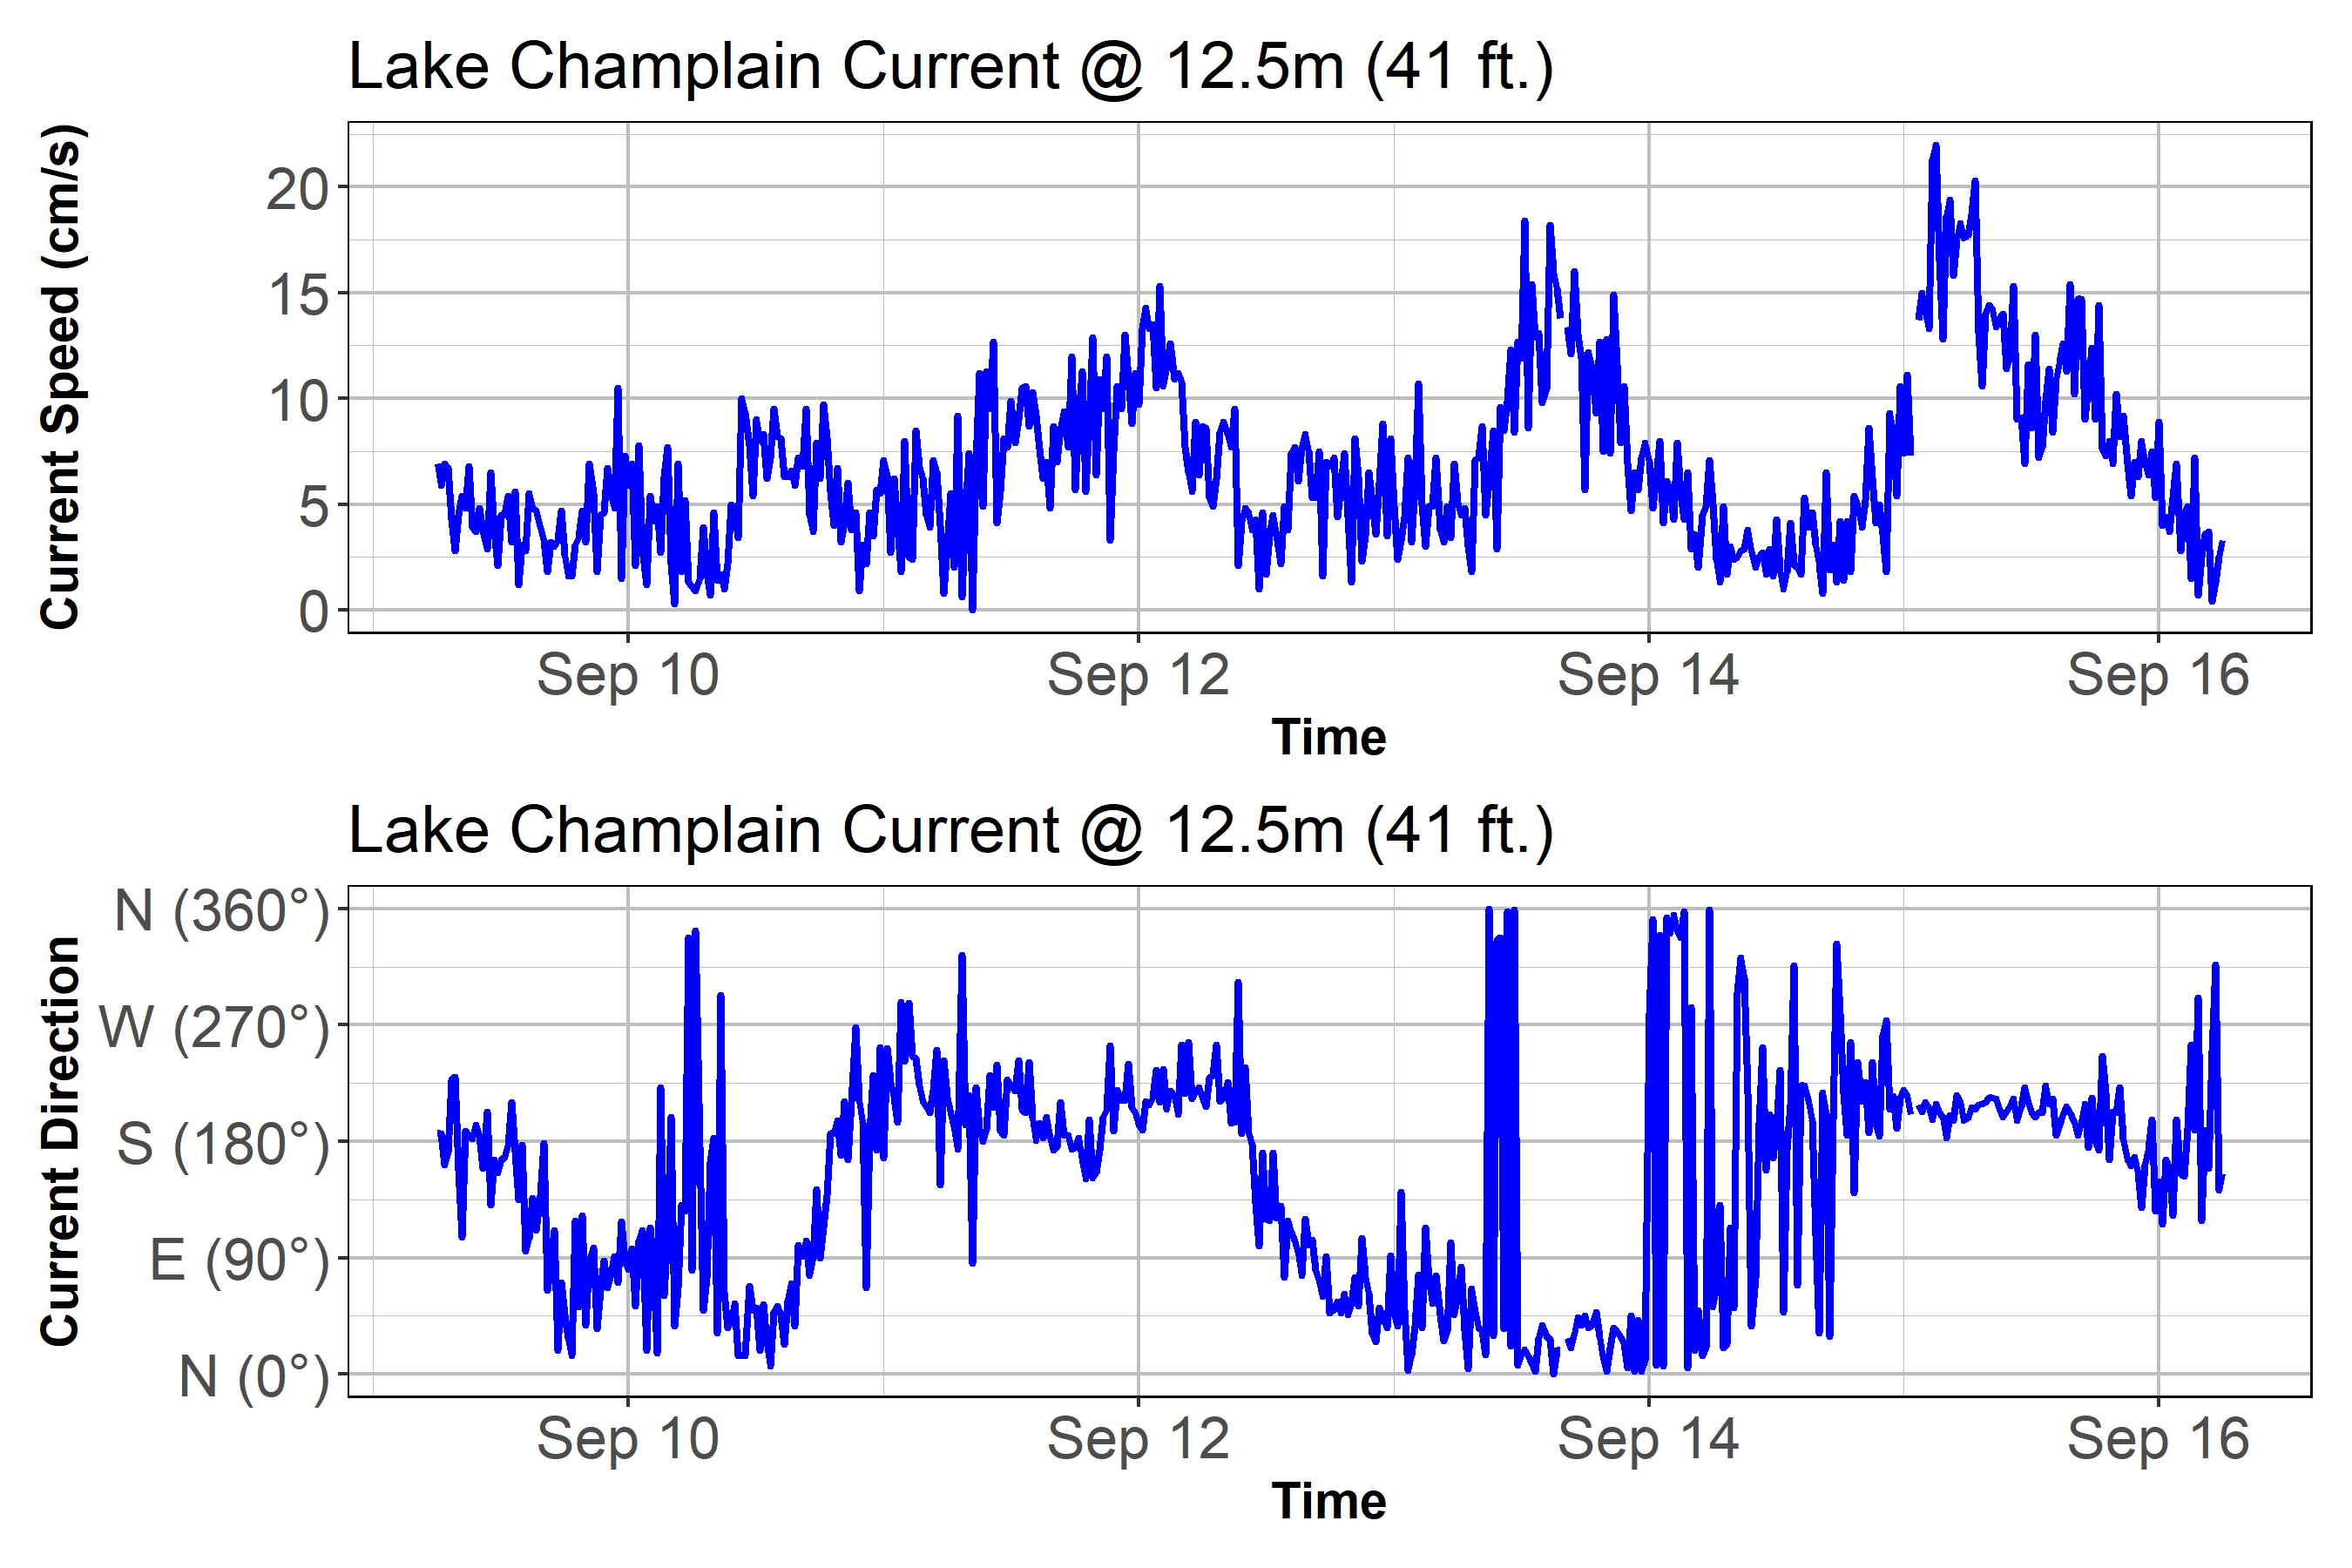 Lake Champlain Current @ 12.5m (41 ft.)
Current Speed (cm/s)
20
15
10
5
0
Sep 10 Sep 12 Sep 14 Sep 16
Time
Lake Champlain Current @ 12.5m (41 ft.)
Current Direction
N (360°)
W (270°)
S (180°)
E (90°)
N (0°)
Sep 10 Sep 12 Sep 14 Sep 16
Time